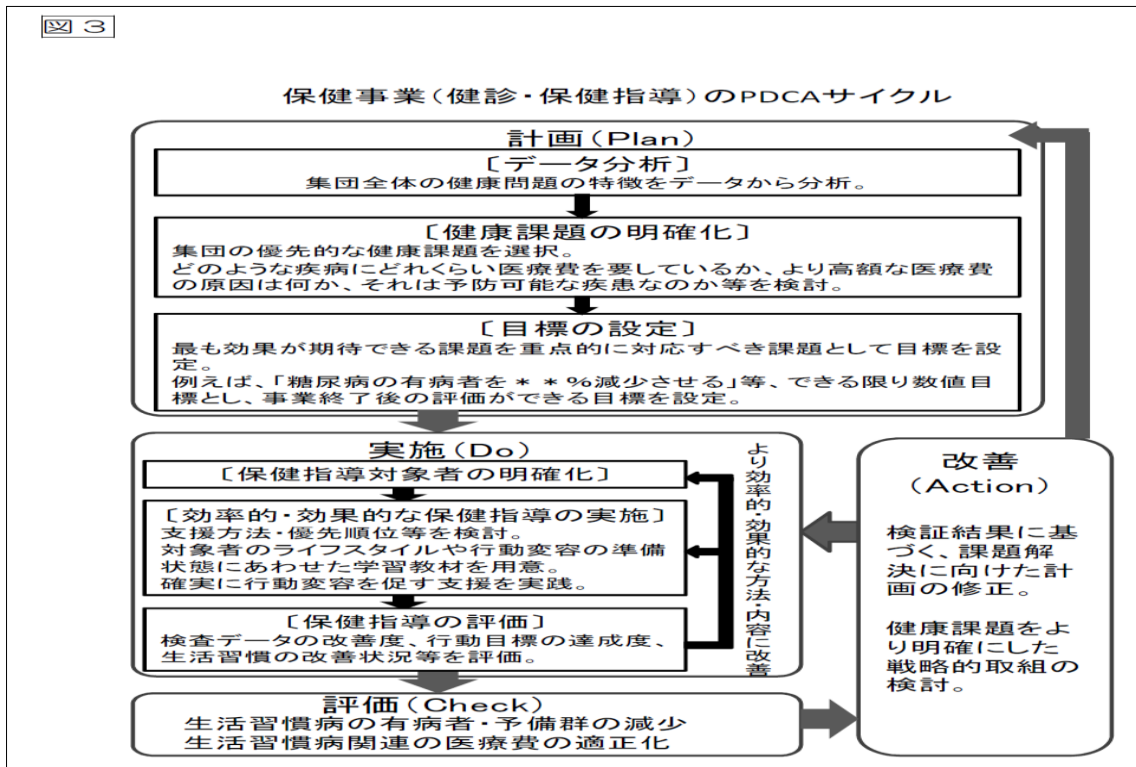 図 3
保健事業(健診・保健指導)のPDCAサイクル
計画(Plan)
〔データ分析〕
集団全体の健康問題の特徴をデータから分析。
〔健康課題の明確化〕
集団の優先的な健康課題を選択。
どのような疾病にどれくらい医療費を要しているか、より高額な医療費
の原因は何か、それは予防可能な疾患なのか等を検討。
〔目標の設定〕
最も効果が期待できる課題を重点的に対応すべき課題として目標を設
定。
例えば、「糖尿病の有病者を**%減少させる」等、できる限り数値目
標とし、事業終了後の評価ができる目標を設定。
実施(Do)
〔保健指導対象者の明確化〕
〔効率的・効果的な保健指導の実施〕
支援方法・優先順位等を検討。
対象者のライフスタイルや行動変容の準備
状態にあわせた学習教材を用意。
確実に行動変容を促す支援を実践。
〔保健指導の評価〕
検査データの改善度、行動目標の達成度、
生活習慣の改善状況等を評価。
より効率的・効果的な方法・内容に改善
評価(Check)
生活習慣病の有病者・予備群の減少
生活習慣病関連の医療費の適正化
改善
(Action)
検証結果に基
づく、課題解
決に向けた計
画の修正。
健康課題をよ
り明確にした
戦略的取組の
検討。